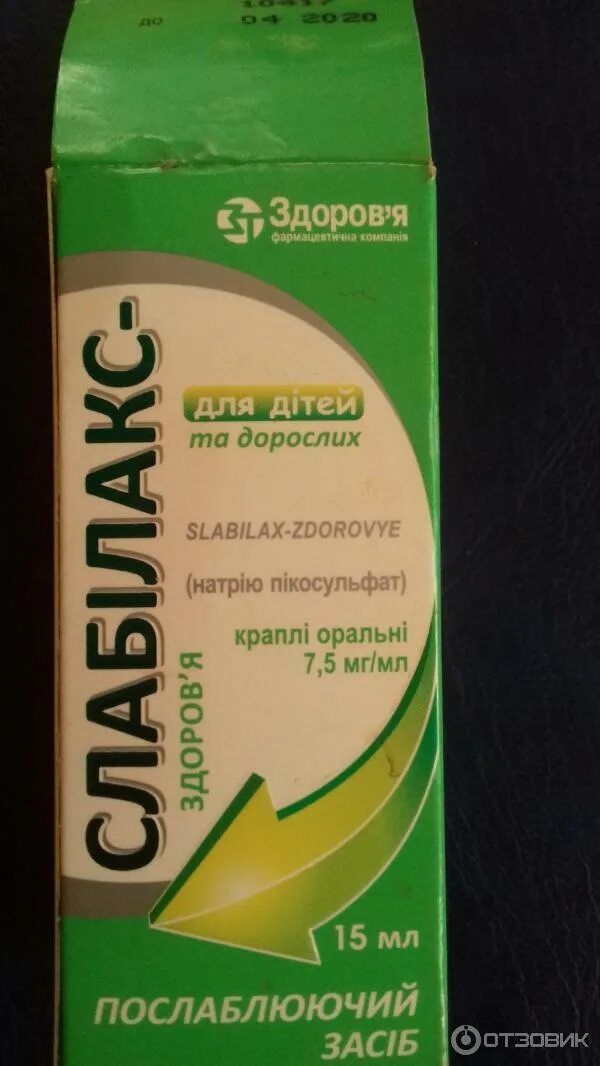 10417
до 04 2020
Здоров'я
фармацевтична компанія
СЛАБІЛАКС-
ЗДОРОВ'Я
для дітей
та дорослих
SLABILAX-ZDOROVYE
(натрію пікосульфат)
краплі оральні
7,5 мг/мл
15 мл
ПОСЛАБЛЮЮЧИЙ
ЗАСІБ
ОТЗОВИК